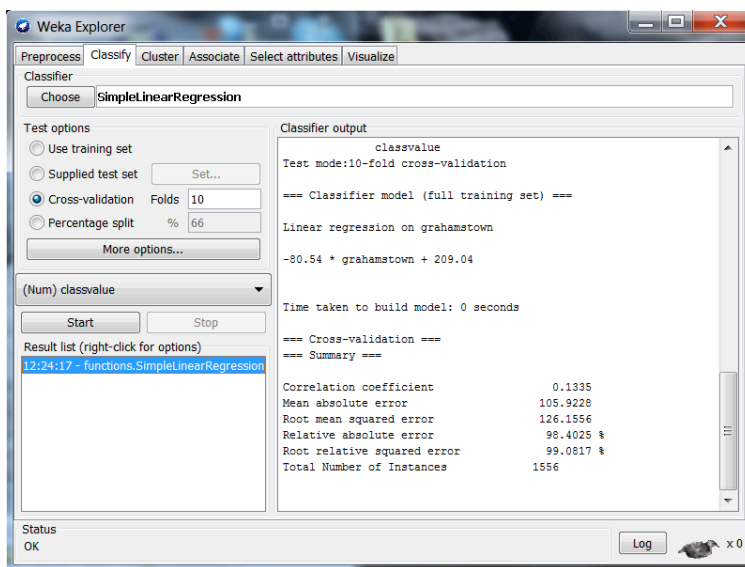 Weka Explorer
Preprocess Classify Cluster Associate Select attributes Visualize
Classifier
Choose SimpleLinearRegression
Test options
Use training set
Supplied test set Set...
Cross-validation Folds 10
Percentage split % 66
More options...
(Num) classvalue
Start Stop
Result list (right-click for options)
12:24:17 - functions.SimpleLinearRegression
Classifier output
classvalue
Test mode:10-fold cross-validation
=== Classifier model (full training set) ===
Linear regression on grahamstown
-80.54 * grahamstown + 209.04
Time taken to build model: 0 seconds
=== Cross-validation ===
=== Summary ===
Correlation coefficient 0.1335
Mean absolute error 105.9228
Root mean squared error 126.1556
Relative absolute error 98.4025 %
Root relative squared error 99.0817 %
Total Number of Instances 1556
Status
OK
Log x 0